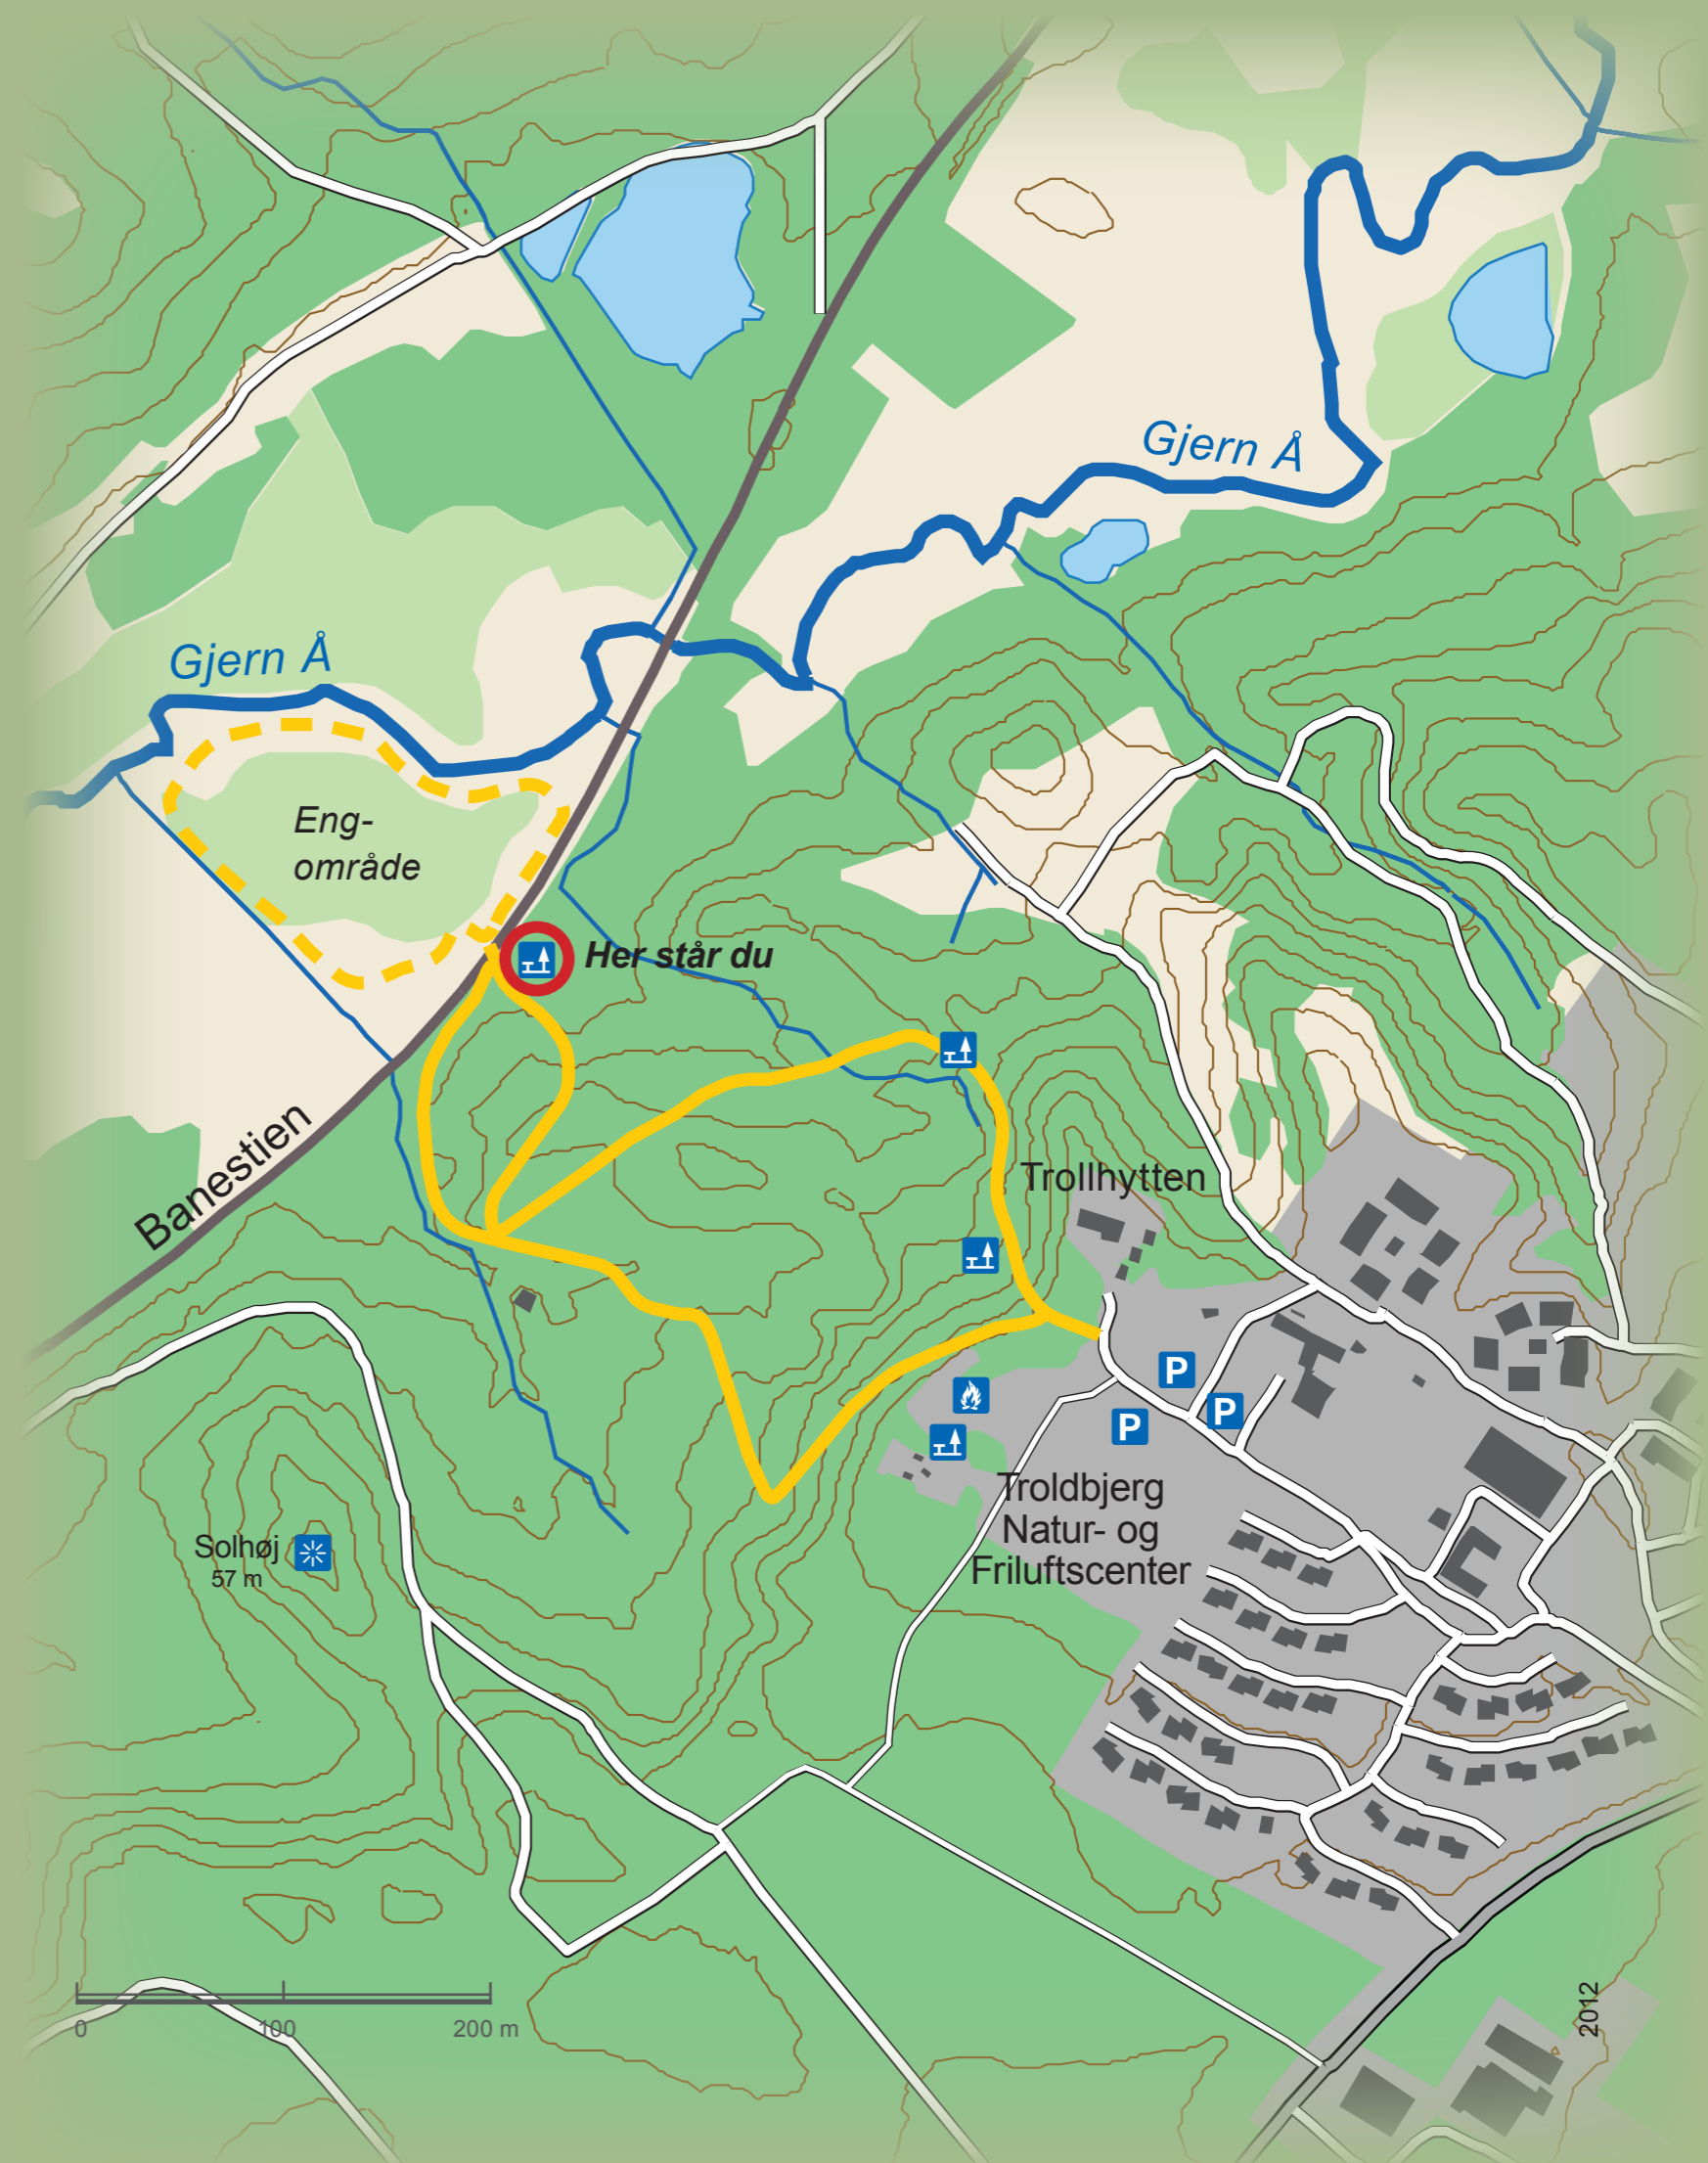 Gjern Å
Gjern Å
Eng-
område
Her står du
Banestien
Trollhytten
P
P
P
Troldbjerg
Natur- og
Friluftscenter
Solhøj
57 m
0
100
200 m
2012